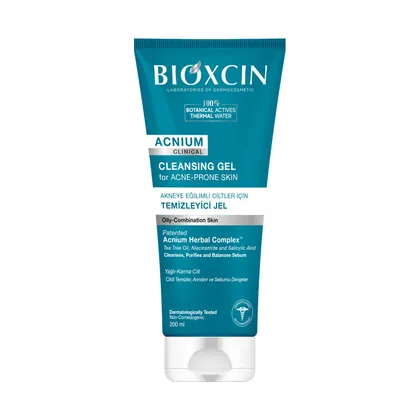 BIOXCIN
LABORATORIES OF DERMOCOSMETIC
100%
BOTANICAL ACTIVES
THERMAL WATER
ACNIUM
CLINICAL
CLEANSING GEL
for ACNE-PRONE SKIN
AKNEYE EĞİLİMLİ CİLTLER İÇİN
TEMİZLEYİCİ JEL
Oily-Combination Skin
Patented
Acnium Herbal Complex™
Tea Tree Oil, Niacinamide and Salicylic Acid
Cleanses, Purifies and Balances Sebum
Yağlı-Karma Cilt
Cildi Temizler, Arındırır ve Sebumu Dengeler
Dermatologically Tested
Non-Comedogenic
200 ml